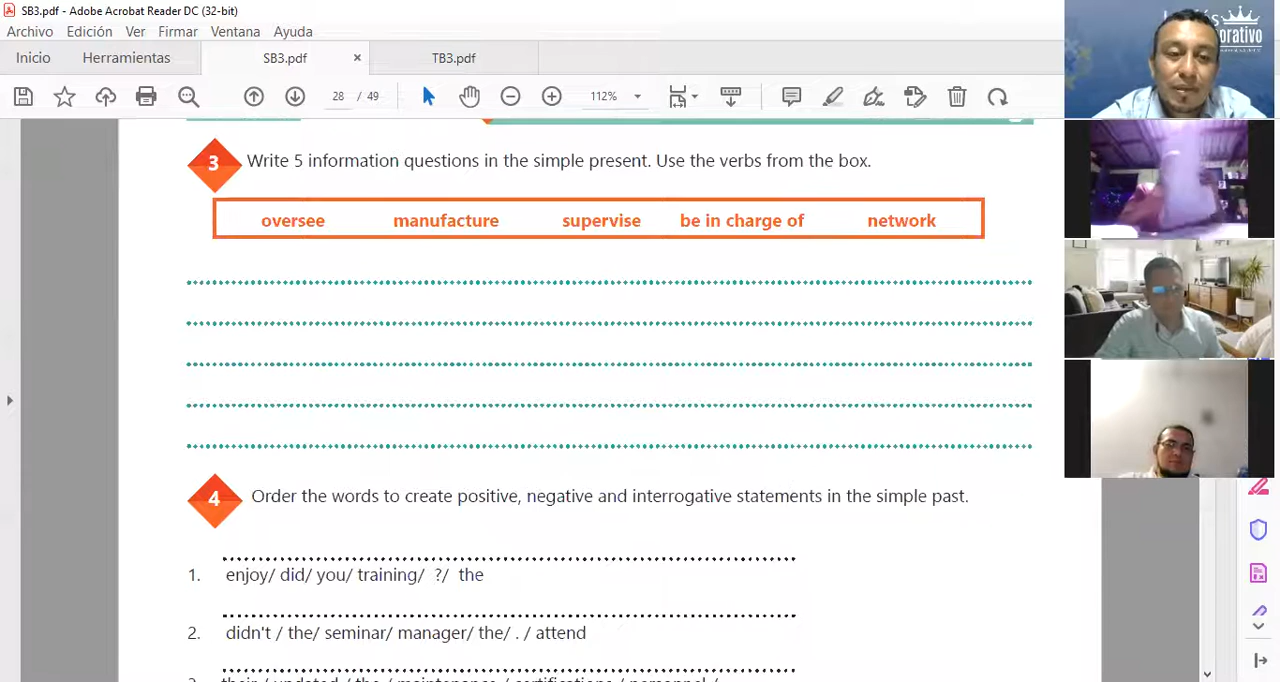 SB3.pdf - Adobe Acrobat Reader DC (32-bit)
Archivo Edición Ver Firmar Ventana Ayuda
Inicio Herramientas SB3.pdf × TB3.pdf
28 / 49 112%
3 Write 5 information questions in the simple present. Use the verbs from the box.
oversee manufacture supervise be in charge of network
4 Order the words to create positive, negative and interrogative statements in the simple past.
1. enjoy/ did/ you/ training/ ?/ the
2. didn't / the/ seminar/ manager/ the/ . / attend